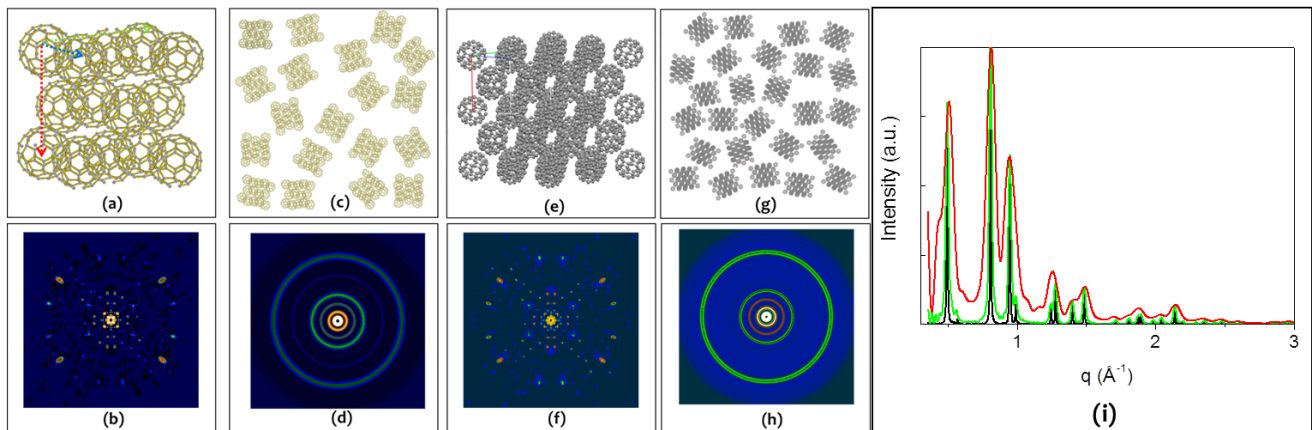 (a)
(c)
(e)
(g)
(b)
(d)
(f)
(h)
Intensity (a.u.)
1
2
3
q (Å⁻¹)
(i)